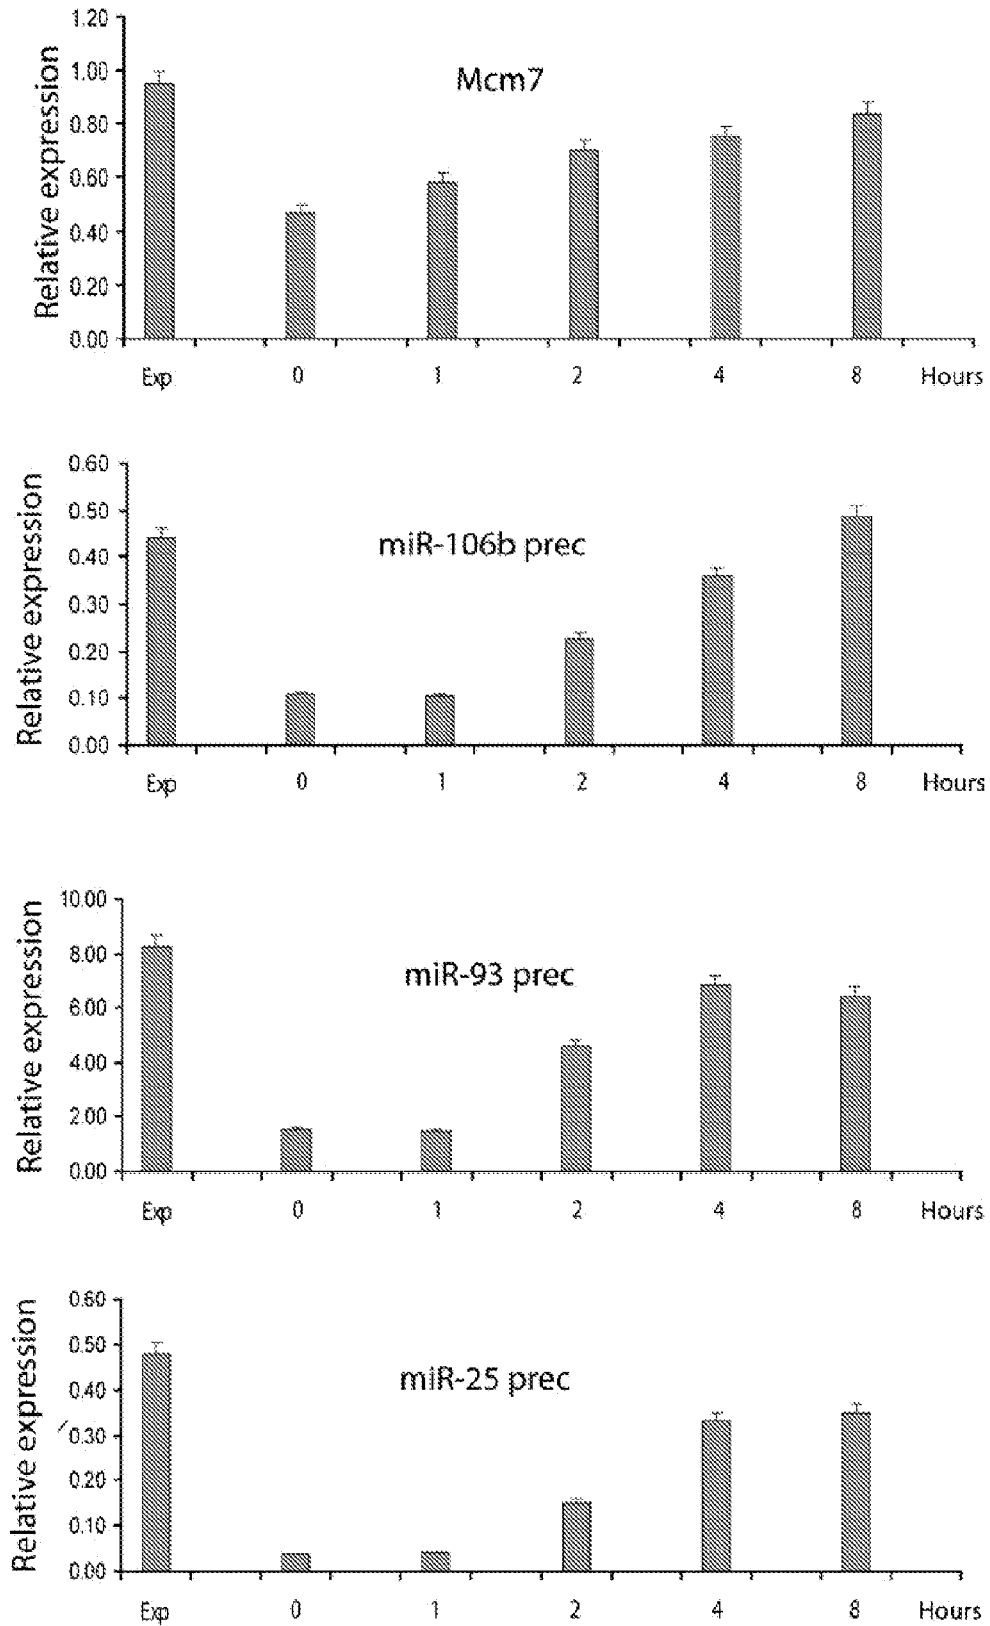 Mcm7
Relative expression
1.20
1.00
0.80
0.60
0.40
0.20
0.00
Exp 0 1 2 4 8 Hours
miR-106b prec
Relative expression
0.60
0.50
0.40
0.30
0.20
0.10
0.00
Exp 0 1 2 4 8 Hours
miR-93 prec
Relative expression
10.00
8.00
6.00
4.00
2.00
0.00
Exp 0 1 2 4 8 Hours
miR-25 prec
Relative expression
0.60
0.50
0.40
0.30
0.20
0.10
0.00
Exp 0 1 2 4 8 Hours